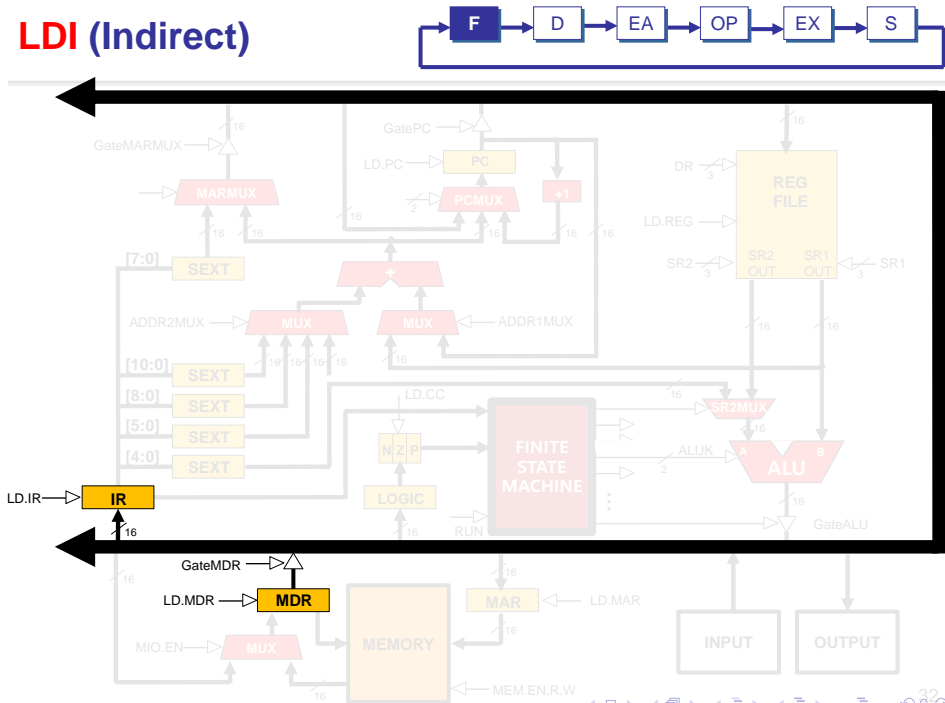 LDI (Indirect)
F D EA OP EX S
16 16 16
GateMARMUX GatePC
LD.PC PC
DR 3
REG
FILE
MARMUX
2 PCMUX +1
LD.REG
16 16 16 16 16 16
[7:0] SEXT
SR2 3 SR2 OUT SR1 OUT 3 SR1
+
ADDR2MUX MUX MUX ADDR1MUX
16 16
16 16 16 16 16
[10:0] SEXT
LD.CC
16
[8:0] SEXT
SR2MUX
[5:0] SEXT
16
N Z P
FINITE
STATE
MACHINE
ALUK 2
A B
ALU
[4:0] SEXT
LD.IR IR
LOGIC
16
16 16
RUN
GateALU
GateMDR
16 16
LD.MDR MDR
MAR LD.MAR
16
MIO.EN MUX
MEMORY
INPUT OUTPUT
16
MEM.EN,R,W
32